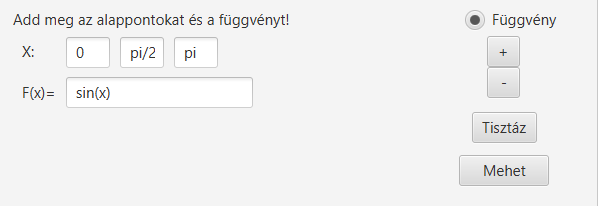 Add meg az alappontokat és a függvényt!
Függvény
X: 0 pi/2 pi
+
F(x)= sin(x)
-
Tisztáz
Mehet